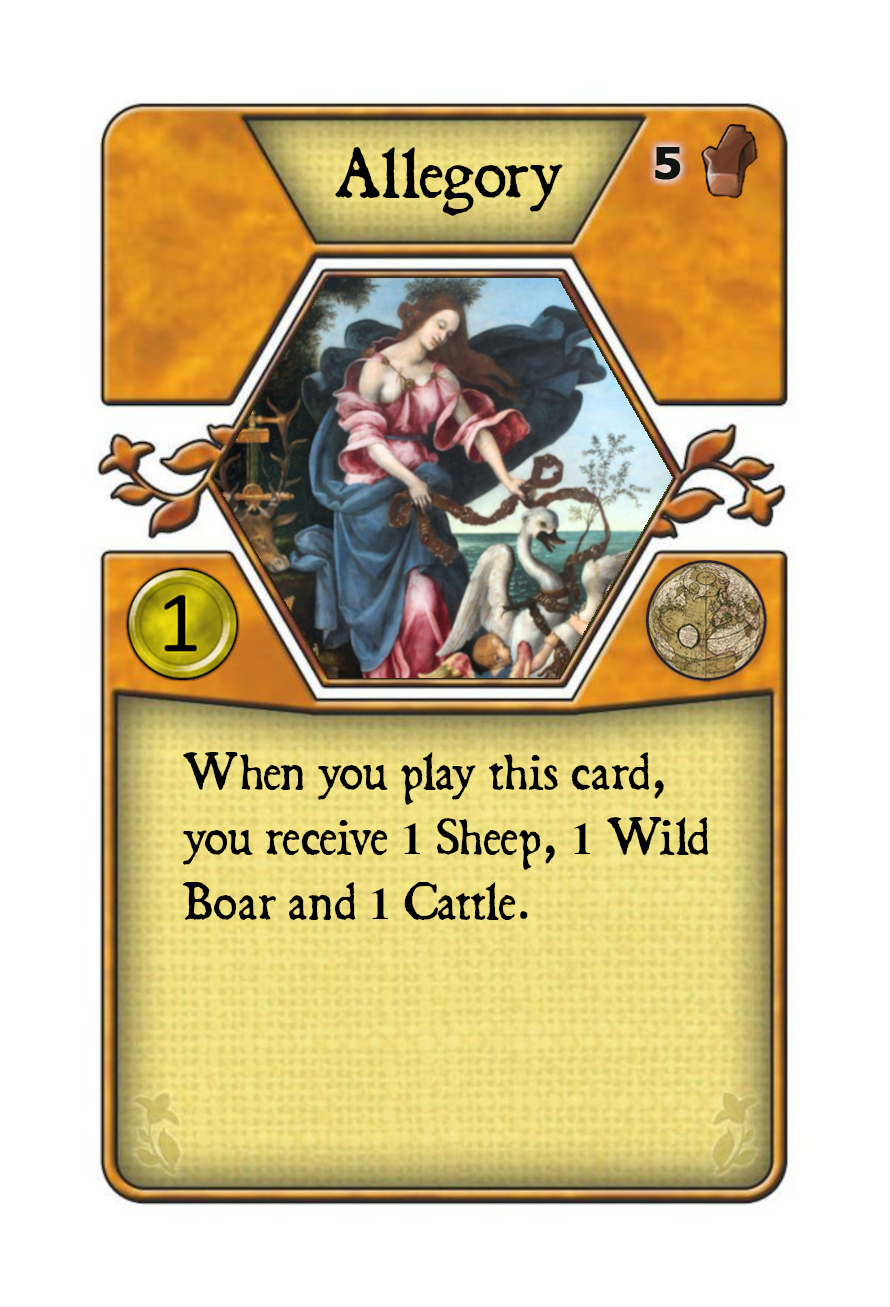 Allegory
5
1
When you play this card,
you receive 1 Sheep, 1 Wild
Boar and 1 Cattle.